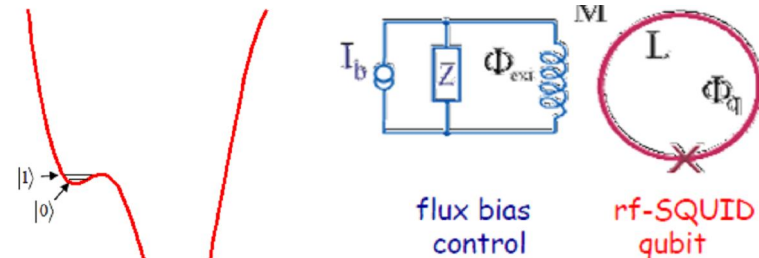 |1⟩
|0⟩
I_b
Z
Φ_ext
M
L
Φ_q
flux bias
control
rf-SQUID
qubit